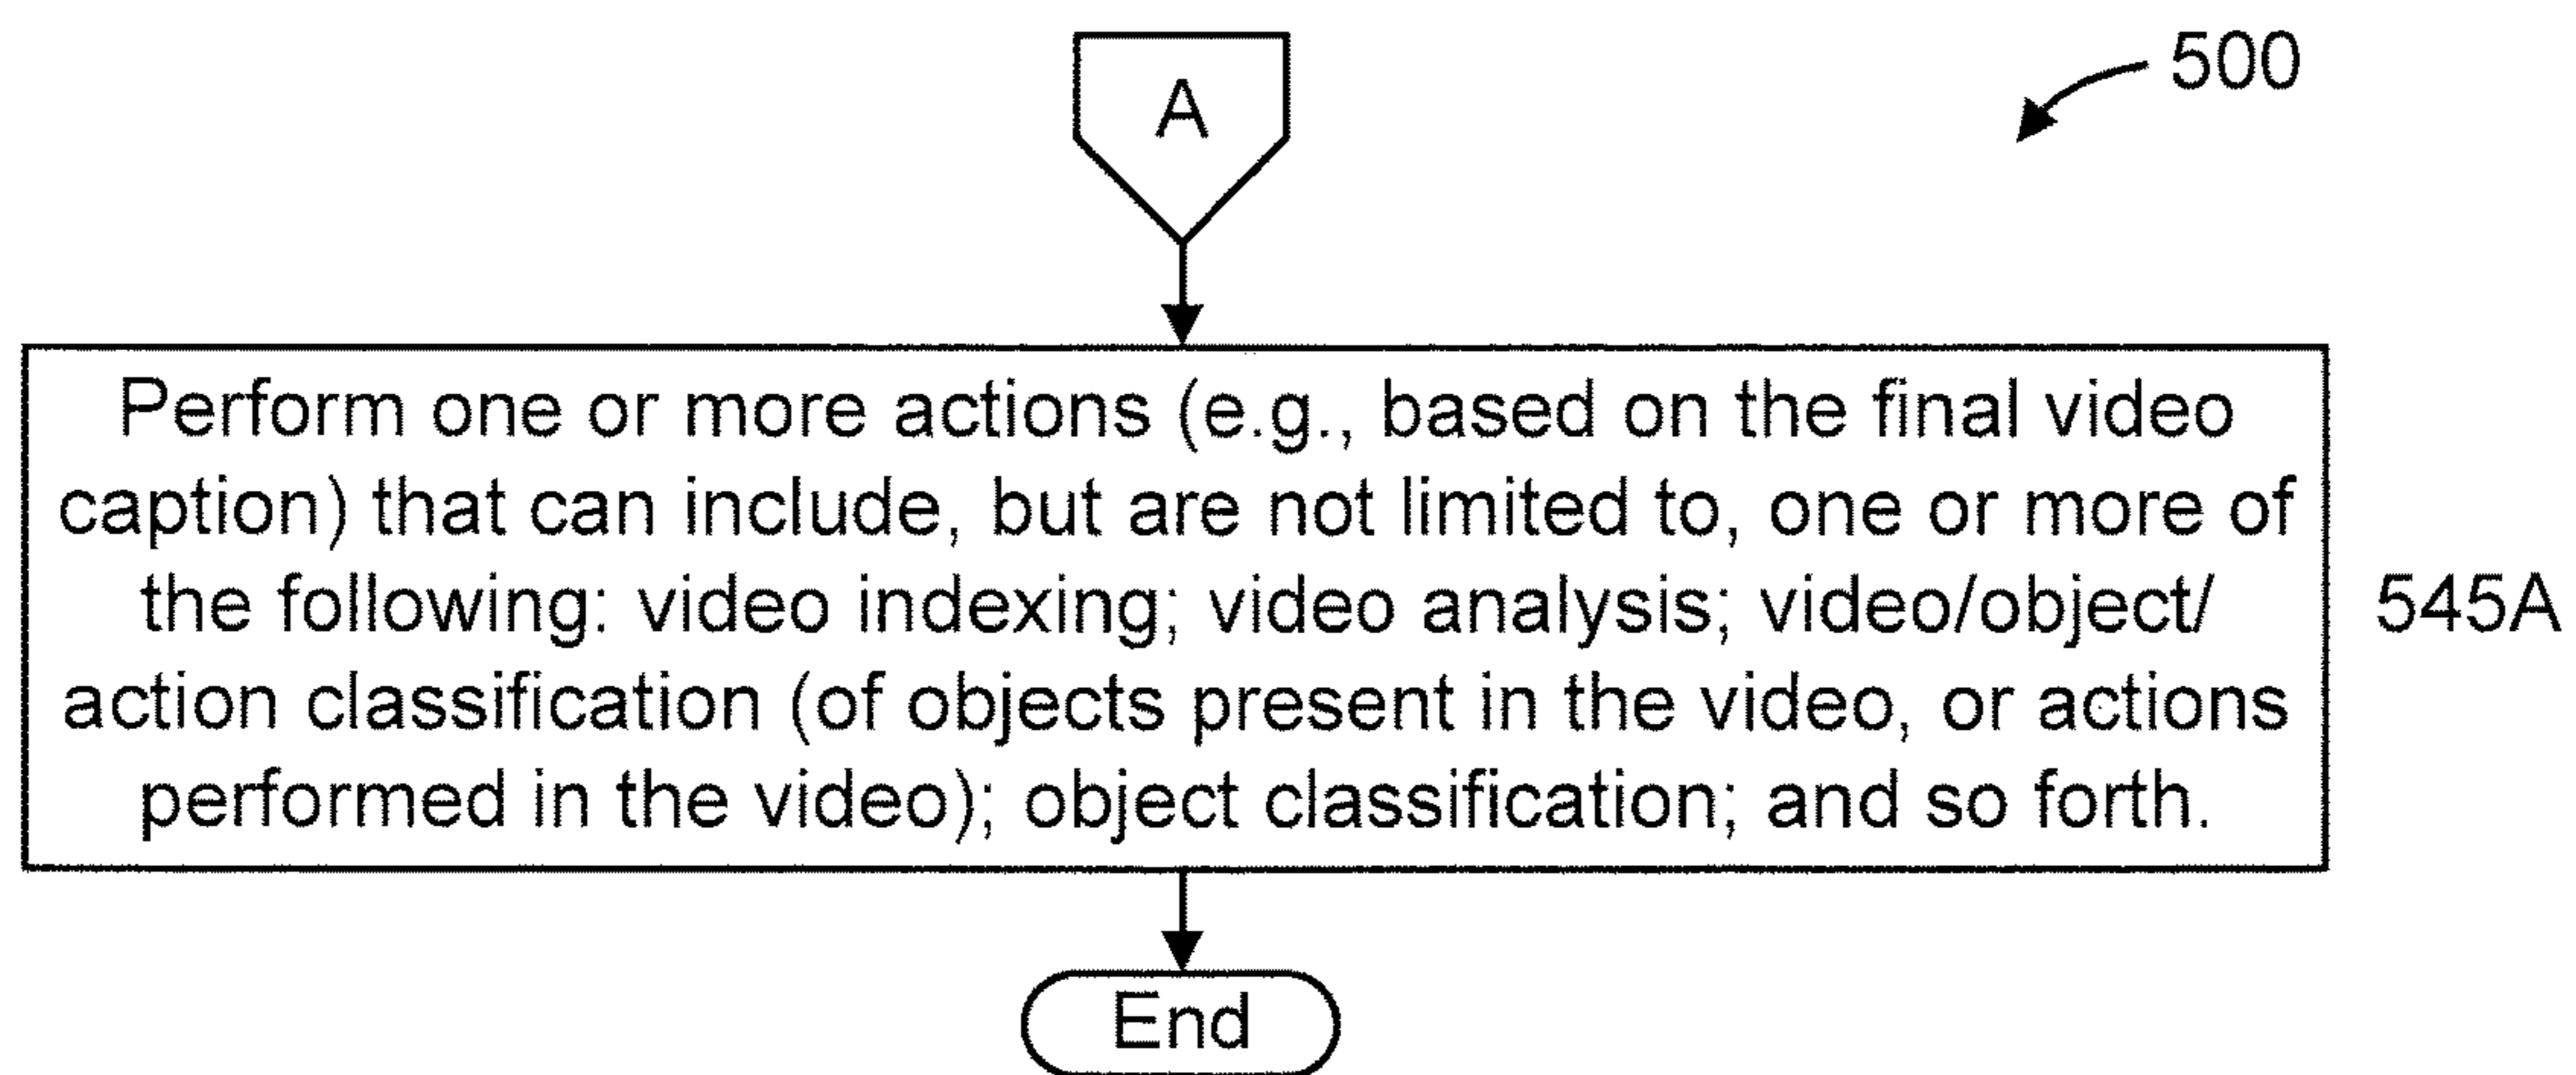 A
500
Perform one or more actions (e.g., based on the final video
caption) that can include, but are not limited to, one or more of
the following: video indexing; video analysis; video/object/
action classification (of objects present in the video, or actions
performed in the video); object classification; and so forth.
545A
End